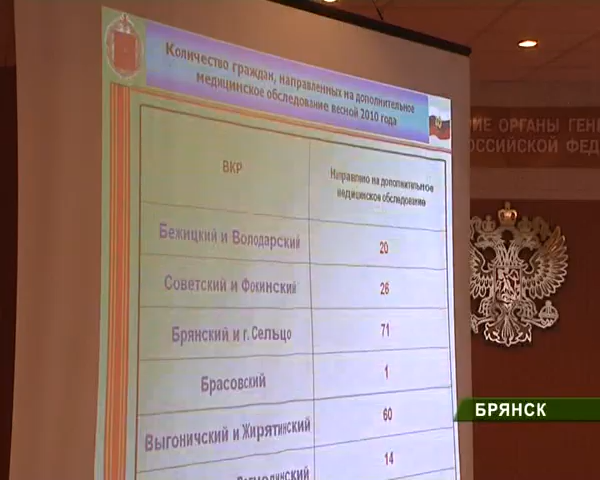 Количество граждан, направленных на дополнительное
медицинское обследование весной 2010 года
ВКР
Направлено на дополнительное
медицинское обследование
Бежицкий и Володарский 20
Советский и Фокинский 26
Брянский и г. Сельцо 71
Брасовский 1
Выгоничский и Жирятинский 60
14
ОРГАНЫ
БРЯНСК